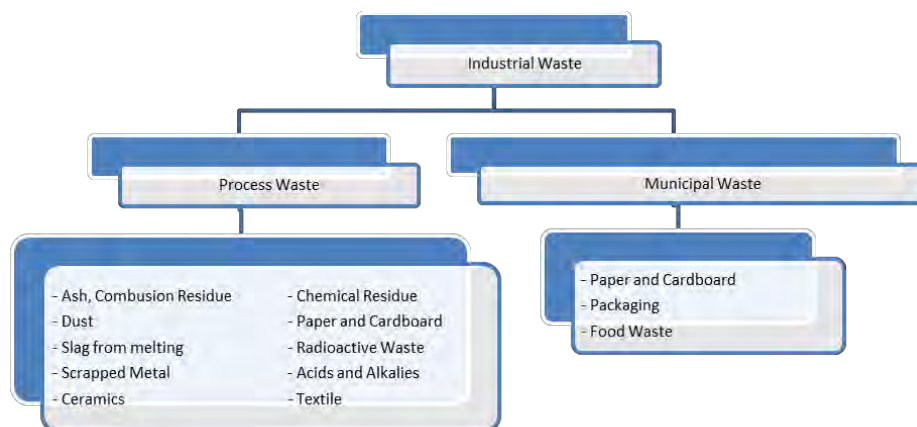 Industrial Waste
Process Waste
Municipal Waste
- Ash, Combusion Residue
- Dust
- Slag from melting
- Scrapped Metal
- Ceramics
- Chemical Residue
- Paper and Cardboard
- Radioactive Waste
- Acids and Alkalies
- Textile
- Paper and Cardboard
- Packaging
- Food Waste